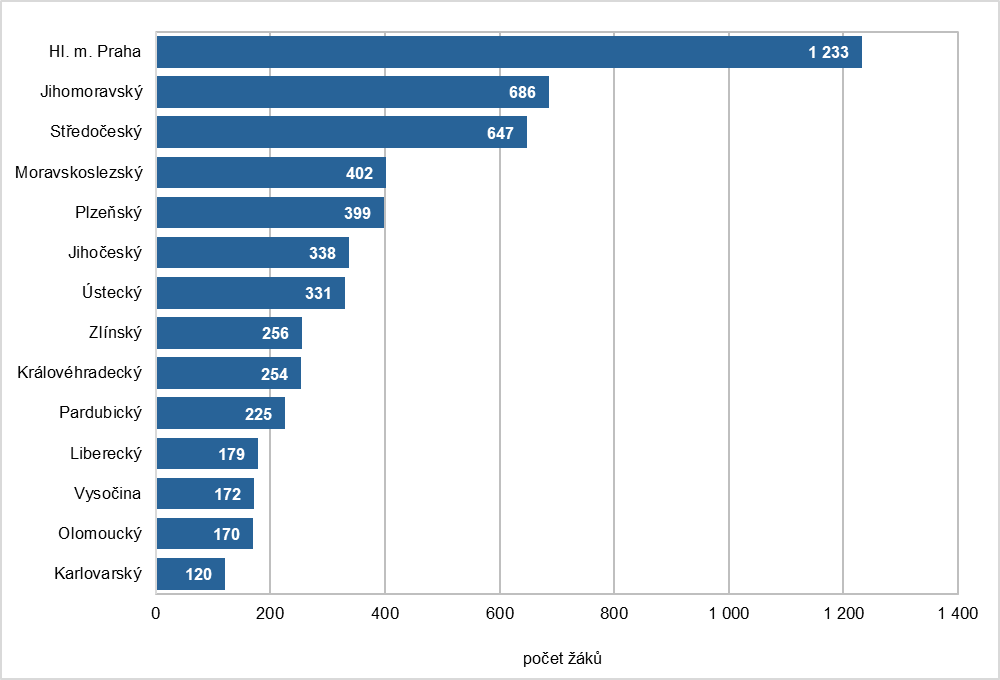 Hl. m. Praha 1 233
Jihomoravský 686
Středočeský 647
Moravskoslezský 402
Plzeňský 399
Jihočeský 338
Ústecký 331
Zlínský 256
Královéhradecký 254
Pardubický 225
Liberecký 179
Vysočina 172
Olomoucký 170
Karlovarský 120
0 200 400 600 800 1 000 1 200 1 400
počet žáků